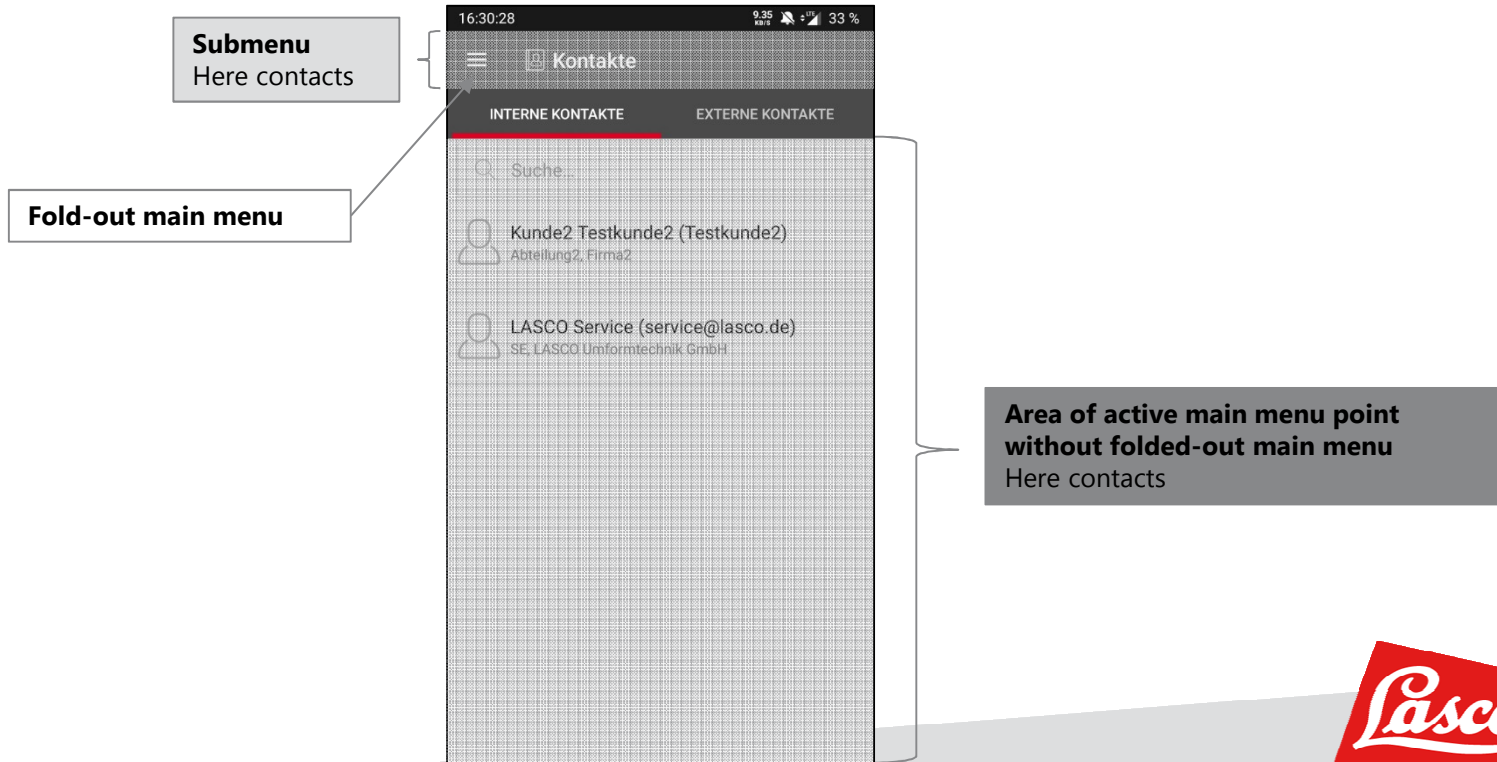 16:30:28 9.35 KB/S LTE 33 %
Submenu
Here contacts
Kontakte
INTERNE KONTAKTE EXTERNE KONTAKTE
Suche...
Fold-out main menu
Kunde2 Testkunde2 (Testkunde2)
Abteilung2, Firma2
LASCO Service (service@lasco.de)
SE, LASCO Umformtechnik GmbH
Area of active main menu point
without folded-out main menu
Here contacts
Lasco